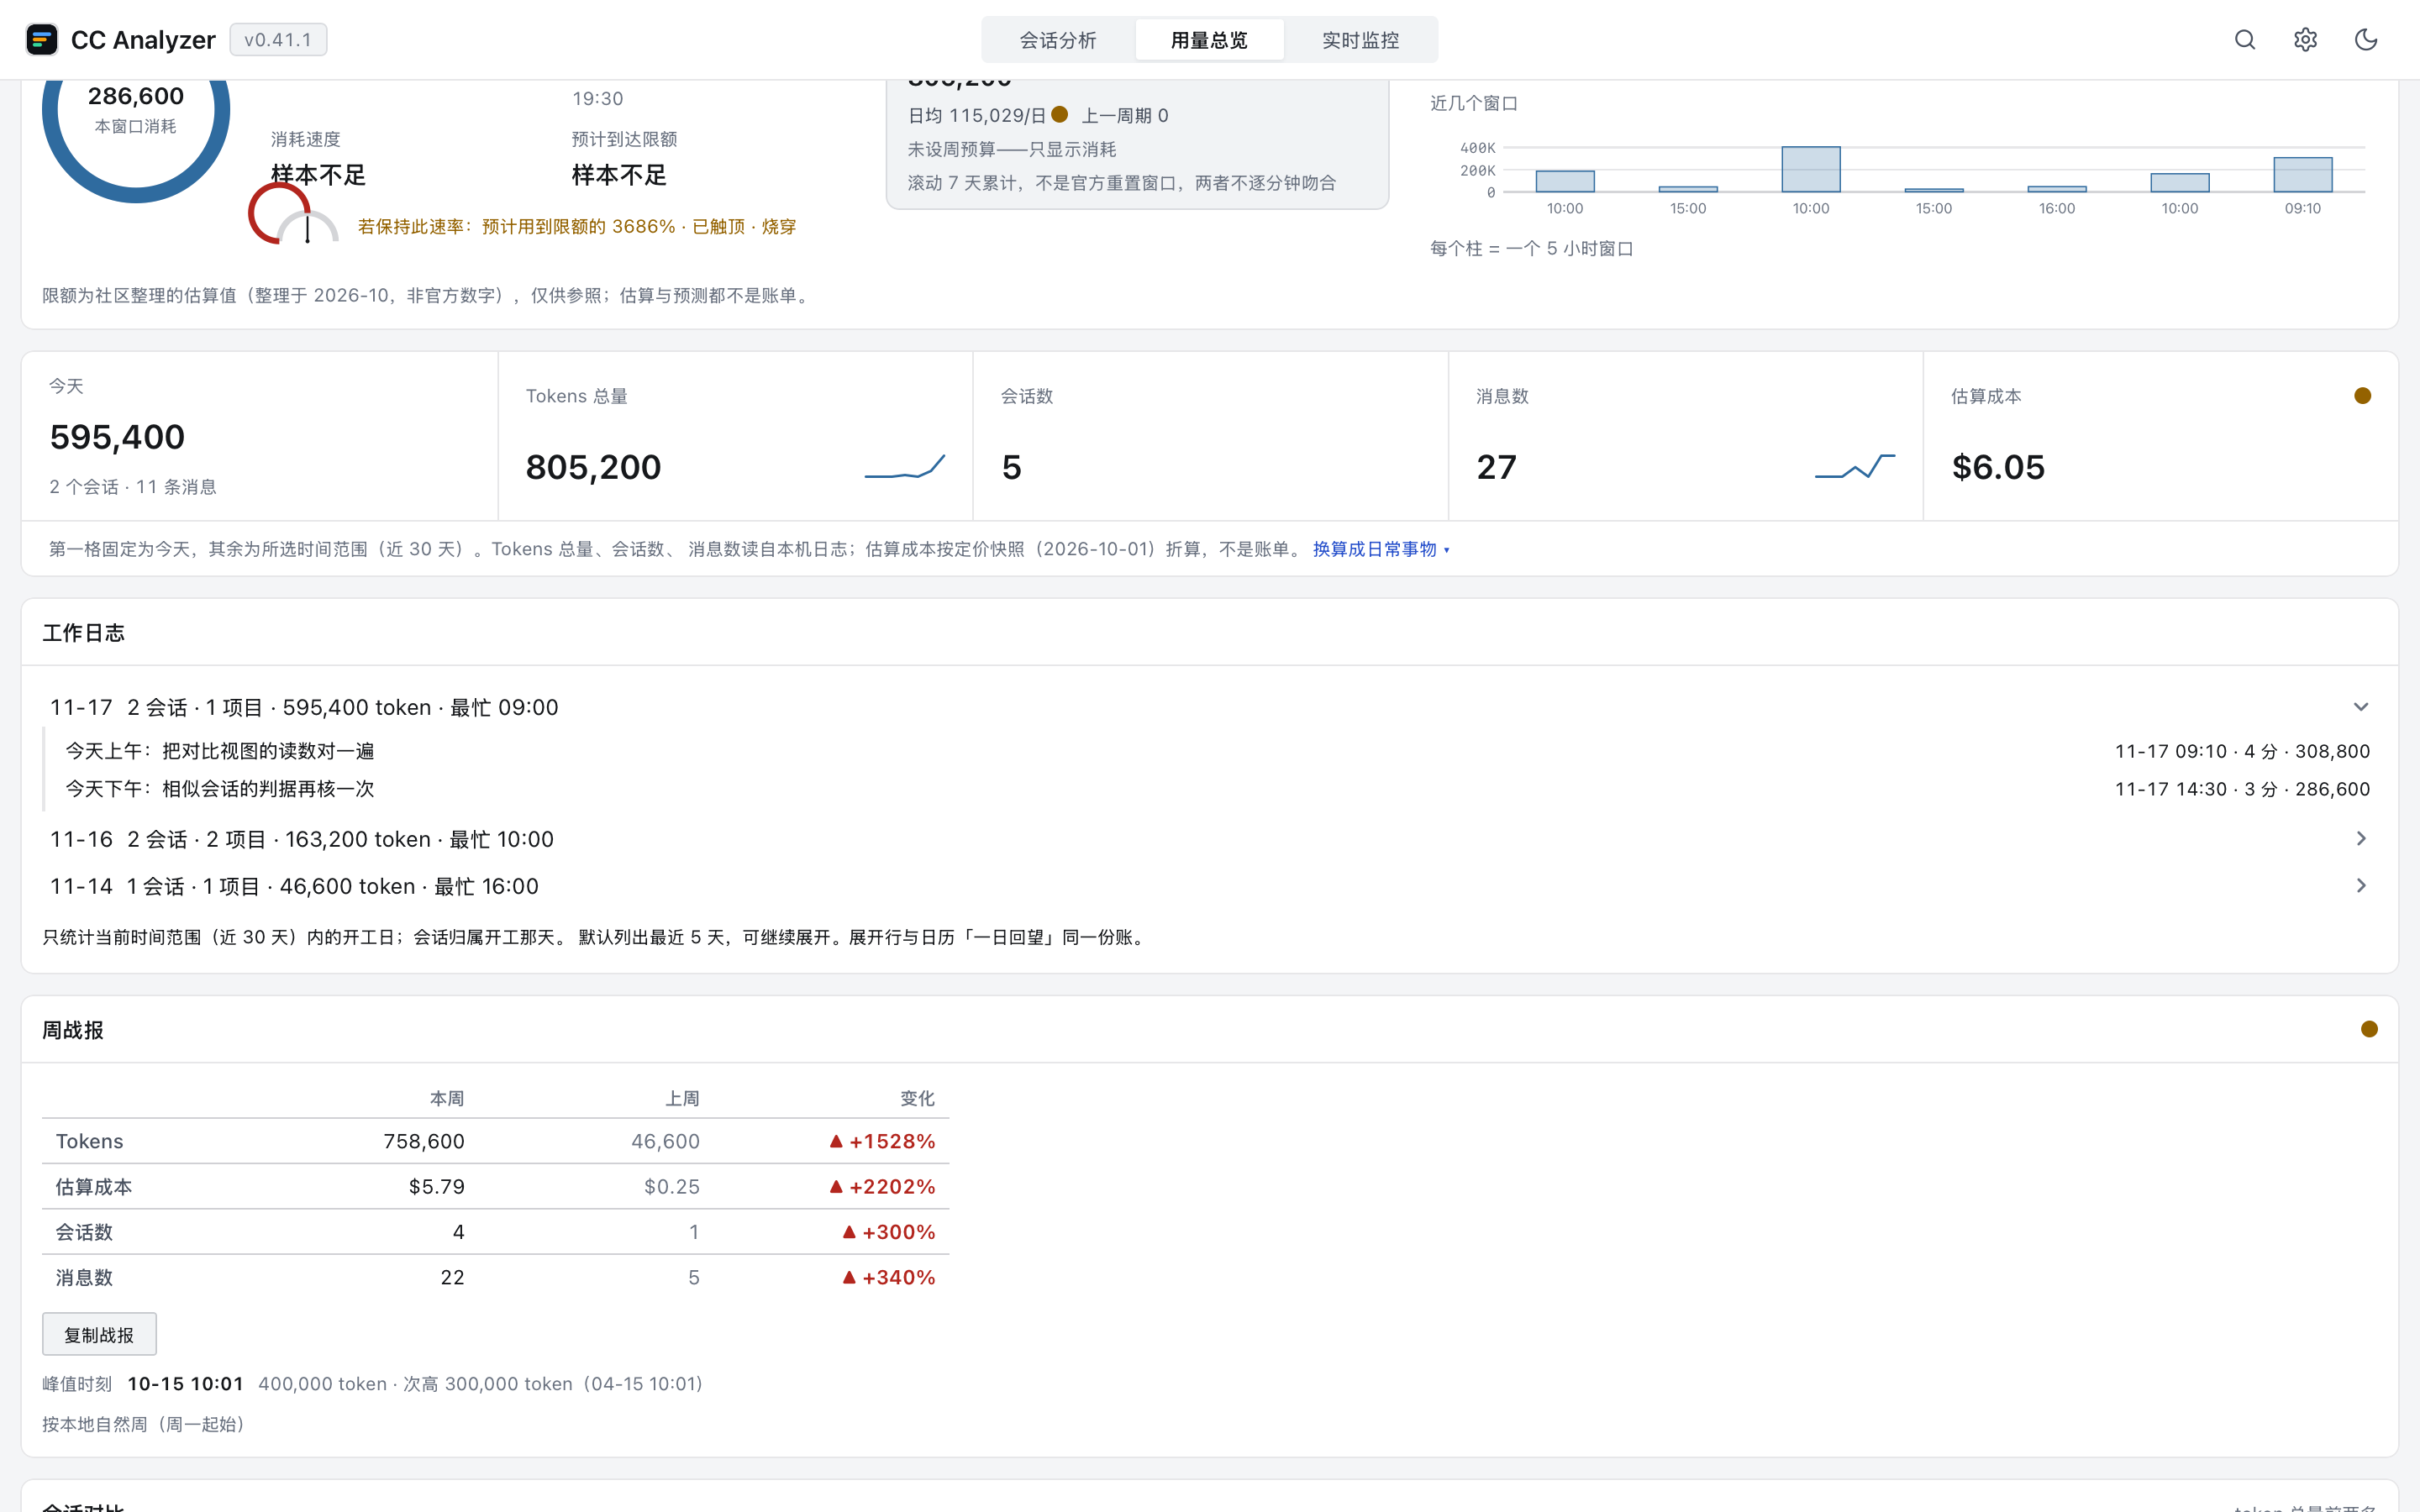 CC Analyzer v0.41.1
会话分析 用量总览 实时监控
286,600
本窗口消耗
19:30
消耗速度
样本不足
预计到达限额
样本不足
若保持此速率：预计用到限额的 3686% · 已触顶 · 烧穿
日均 115,029/日 上一周期 0
未设周预算——只显示消耗
滚动 7 天累计，不是官方重置窗口，两者不逐分钟吻合
近几个窗口
400K
200K
0
10:00 15:00 10:00 15:00 16:00 10:00 09:10
每个柱 = 一个 5 小时窗口
限额为社区整理的估算值（整理于 2026-10，非官方数字），仅供参照；估算与预测都不是账单。
今天
595,400
2 个会话 · 11 条消息
Tokens 总量
805,200
会话数
5
消息数
27
估算成本
$6.05
第一格固定为今天，其余为所选时间范围（近 30 天）。Tokens 总量、会话数、 消息数读自本机日志；估算成本按定价快照（2026-10-01）折算，不是账单。 换算成日常事物 ▾
工作日志
11-17 2 会话 · 1 项目 · 595,400 token · 最忙 09:00
今天上午：把对比视图的读数对一遍 11-17 09:10 · 4 分 · 308,800
今天下午：相似会话的判据再核一次 11-17 14:30 · 3 分 · 286,600
11-16 2 会话 · 2 项目 · 163,200 token · 最忙 10:00
11-14 1 会话 · 1 项目 · 46,600 token · 最忙 16:00
只统计当前时间范围（近 30 天）内的开工日；会话归属开工那天。 默认列出最近 5 天，可继续展开。展开行与日历「一日回望」同一份账。
周战报
本周 上周 变化
Tokens 758,600 46,600 ▲ +1528%
估算成本 $5.79 $0.25 ▲ +2202%
会话数 4 1 ▲ +300%
消息数 22 5 ▲ +340%
复制战报
峰值时刻 10-15 10:01 400,000 token · 次高 300,000 token（04-15 10:01）
按本地自然周（周一起始）